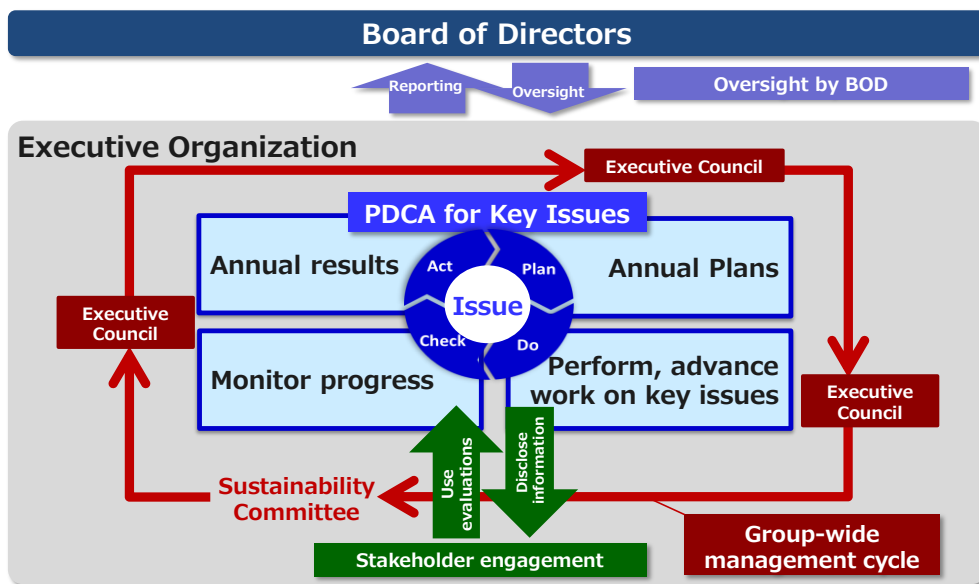 Board of Directors
Reporting
Oversight
Oversight by BOD
Executive Organization
Executive Council
PDCA for Key Issues
Annual results
Act
Plan
Annual Plans
Issue
Executive
Council
Check
Do
Monitor progress
Perform, advance
work on key issues
Executive
Council
Use
evaluations
Disclose
information
Sustainability
Committee
Group-wide
management cycle
Stakeholder engagement